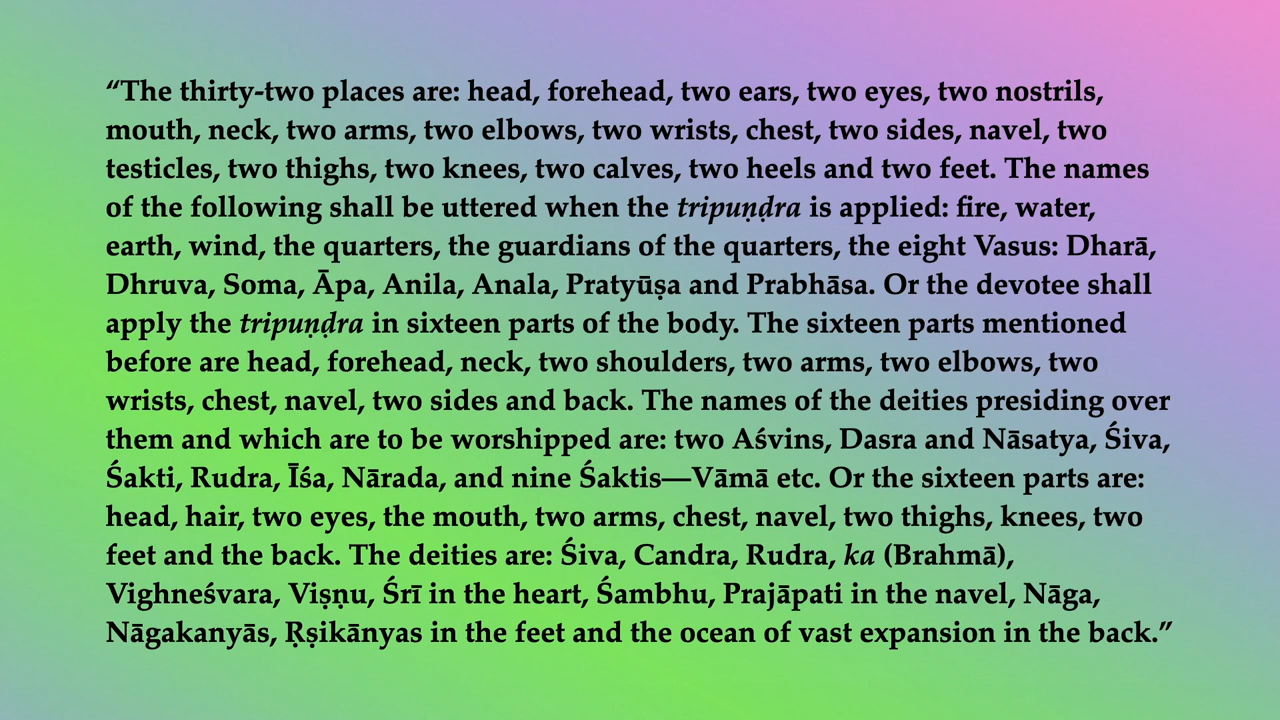 “The thirty-two places are: head, forehead, two ears, two eyes, two nostrils,
mouth, neck, two arms, two elbows, two wrists, chest, two sides, navel, two
testicles, two thighs, two knees, two calves, two heels and two feet. The names
of the following shall be uttered when the tripuṇḍra is applied: fire, water,
earth, wind, the quarters, the guardians of the quarters, the eight Vasus: Dharā,
Dhruva, Soma, Āpa, Anila, Anala, Pratyūṣa and Prabhāsa. Or the devotee shall
apply the tripuṇḍra in sixteen parts of the body. The sixteen parts mentioned
before are head, forehead, neck, two shoulders, two arms, two elbows, two
wrists, chest, navel, two sides and back. The names of the deities presiding over
them and which are to be worshipped are: two Aśvins, Dasra and Nāsatya, Śiva,
Śakti, Rudra, Īśa, Nārada, and nine Śaktis—Vāmā etc. Or the sixteen parts are:
head, hair, two eyes, the mouth, two arms, chest, navel, two thighs, knees, two
feet and the back. The deities are: Śiva, Candra, Rudra, ka (Brahmā),
Vighneśvara, Viṣṇu, Śrī in the heart, Śambhu, Prajāpati in the navel, Nāga,
Nāgakanyās, Ṛṣikānyas in the feet and the ocean of vast expansion in the back.”